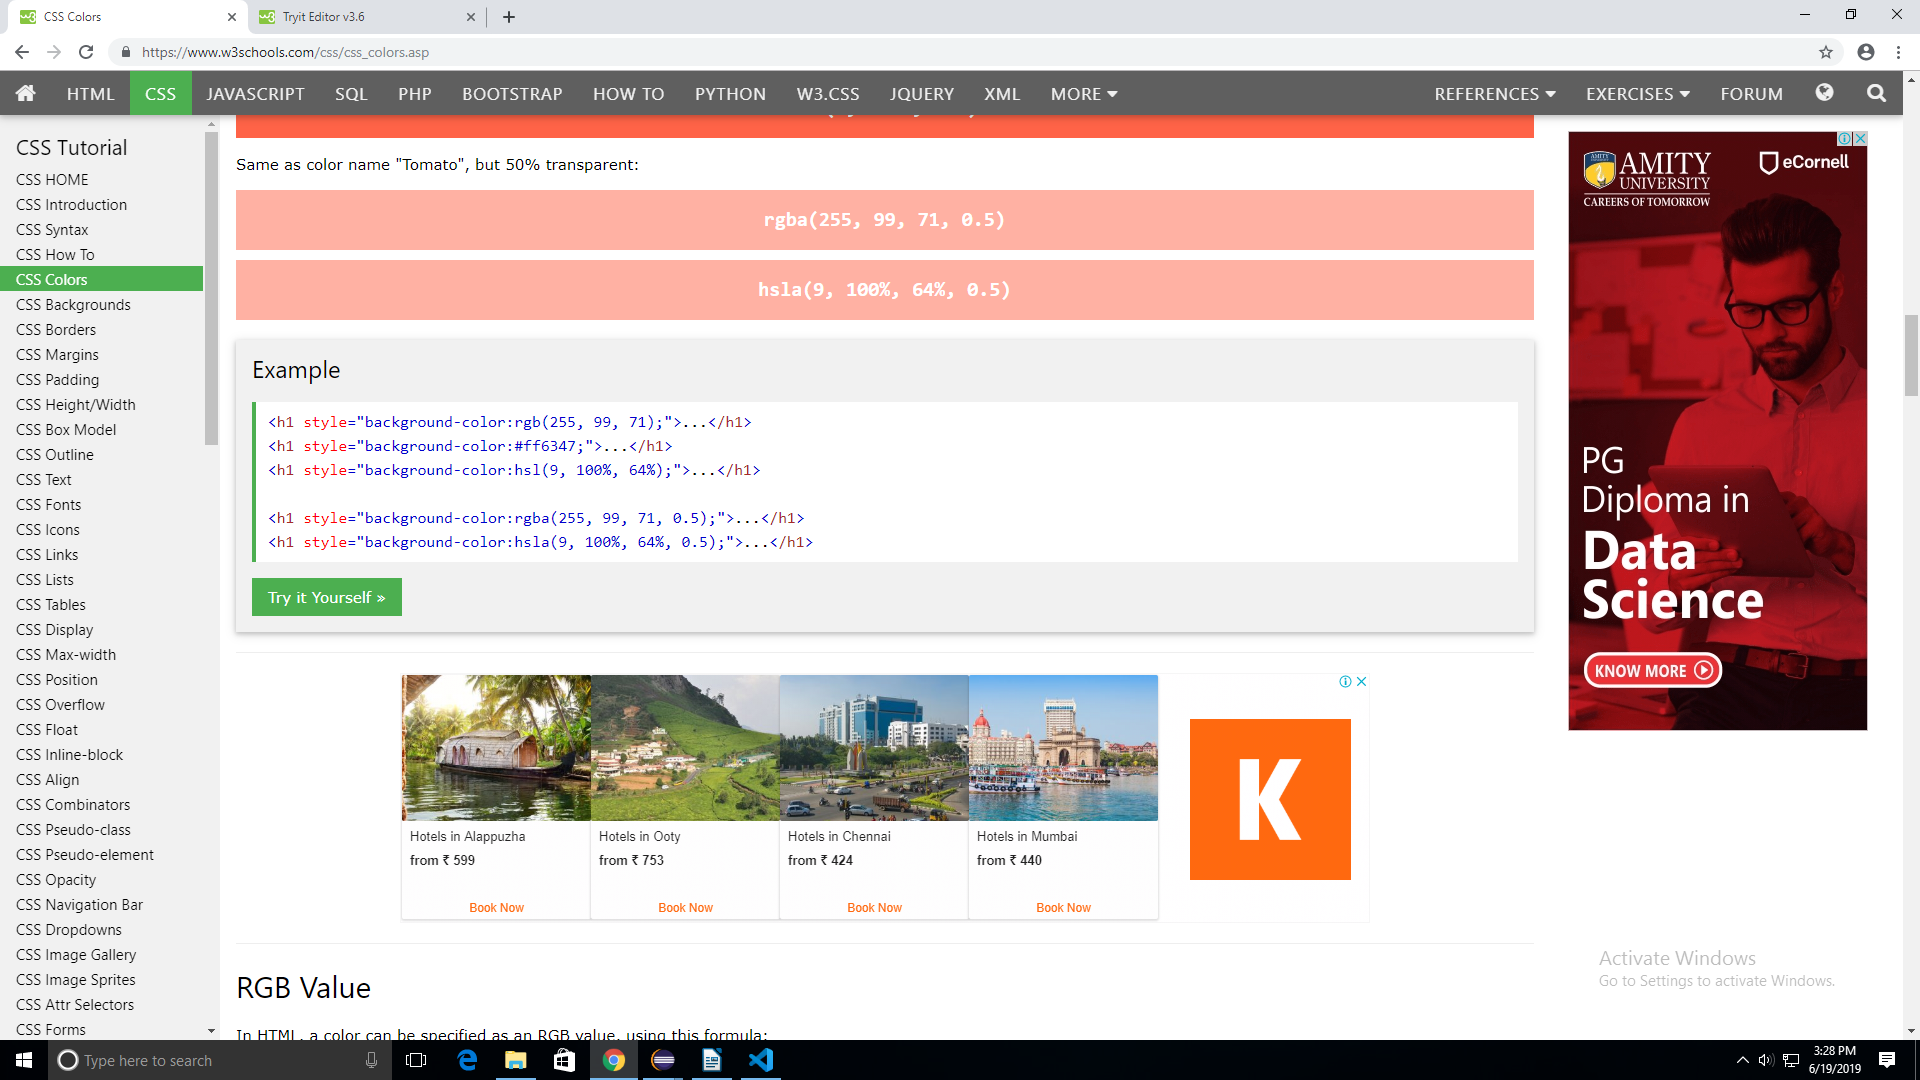 CSS Colors
Tryit Editor v3.6
https://www.w3schools.com/css/css_colors.asp
HTML CSS JAVASCRIPT SQL PHP BOOTSTRAP HOW TO PYTHON W3.CSS JQUERY XML MORE REFERENCES EXERCISES FORUM
CSS Tutorial
CSS HOME
CSS Introduction
CSS Syntax
CSS How To
CSS Colors
CSS Backgrounds
CSS Borders
CSS Margins
CSS Padding
CSS Height/Width
CSS Box Model
CSS Outline
CSS Text
CSS Fonts
CSS Icons
CSS Links
CSS Lists
CSS Tables
CSS Display
CSS Max-width
CSS Position
CSS Overflow
CSS Float
CSS Inline-block
CSS Align
CSS Combinators
CSS Pseudo-class
CSS Pseudo-element
CSS Opacity
CSS Navigation Bar
CSS Dropdowns
CSS Image Gallery
CSS Image Sprites
CSS Attr Selectors
CSS Forms
Same as color name "Tomato", but 50% transparent:
rgba(255, 99, 71, 0.5)
hsla(9, 100%, 64%, 0.5)
Example
<h1 style="background-color:rgb(255, 99, 71);">...</h1>
<h1 style="background-color:#ff6347;">...</h1>
<h1 style="background-color:hsl(9, 100%, 64%);">...</h1>
<h1 style="background-color:rgba(255, 99, 71, 0.5);">...</h1>
<h1 style="background-color:hsla(9, 100%, 64%, 0.5);">...</h1>
Try it Yourself »
Hotels in Alappuzha
from ₹ 599
Book Now
Hotels in Ooty
from ₹ 753
Book Now
Hotels in Chennai
from ₹ 424
Book Now
Hotels in Mumbai
from ₹ 440
Book Now
K
RGB Value
In HTML, a color can be specified as an RGB value, using this formula:
AMITY
UNIVERSITY
CAREERS OF TOMORROW
eCornell
PG
Diploma in
Data
Science
KNOW MORE
Activate Windows
Go to Settings to activate Windows.
Type here to search
3:28 PM
6/19/2019